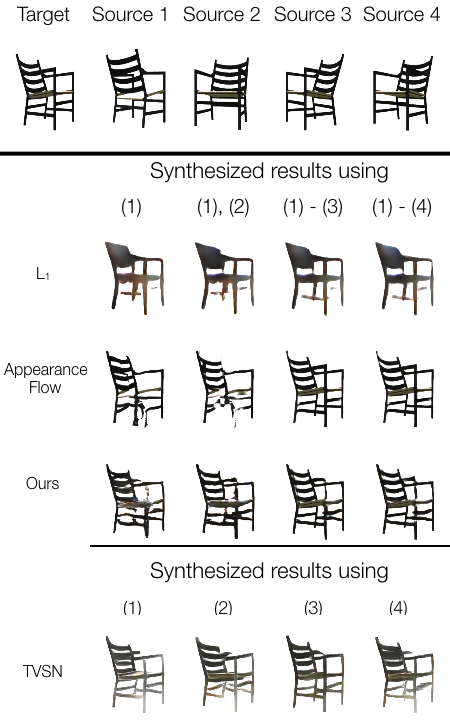 Target Source 1 Source 2 Source 3 Source 4
Synthesized results using
(1) (1), (2) (1) - (3) (1) - (4)
L₁
Appearance
Flow
Ours
Synthesized results using
(1) (2) (3) (4)
TVSN